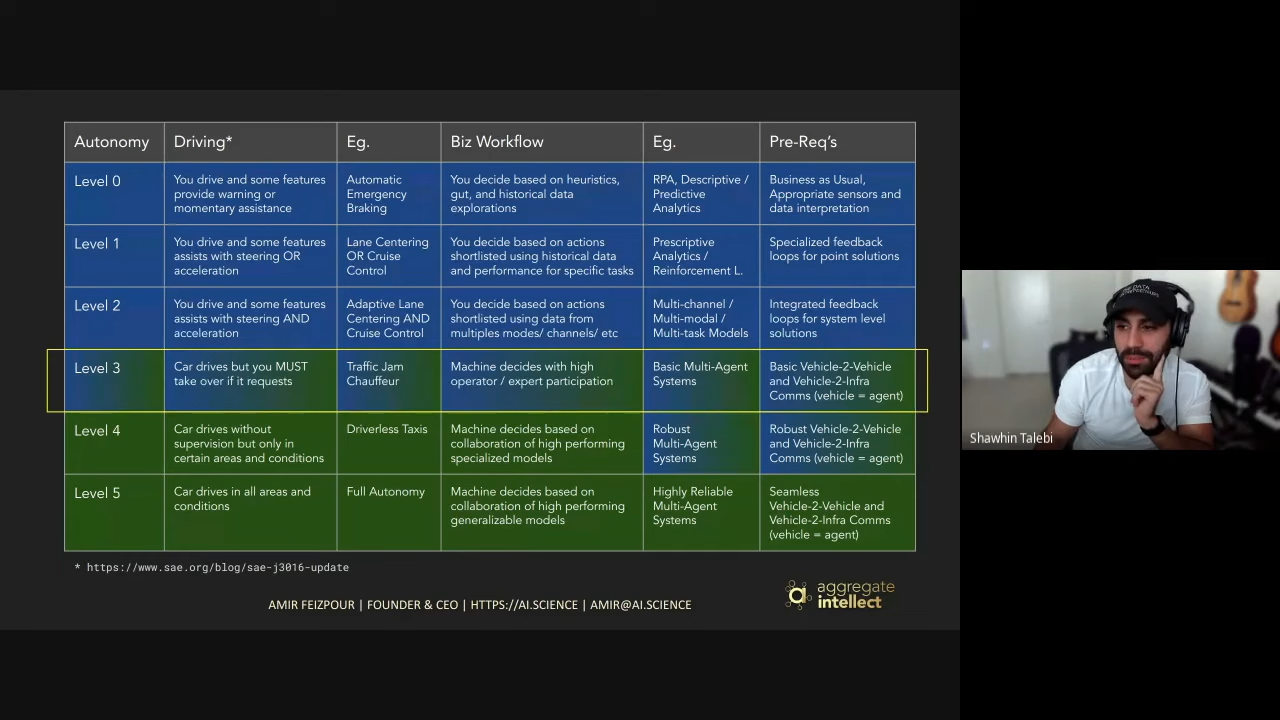 Autonomy
Driving*
Eg.
Biz Workflow
Eg.
Pre-Req's
Level 0
You drive and some features
provide warning or
momentary assistance
Automatic
Emergency
Braking
You decide based on heuristics,
gut, and historical data
explorations
RPA, Descriptive /
Predictive
Analytics
Business as Usual,
Appropriate sensors and
data interpretation
Level 1
You drive and some features
assists with steering OR
acceleration
Lane Centering
OR Cruise
Control
You decide based on actions
shortlisted using historical data
and performance for specific tasks
Prescriptive
Analytics /
Reinforcement L.
Specialized feedback
loops for point solutions
Level 2
You drive and some features
assists with steering AND
acceleration
Adaptive Lane
Centering AND
Cruise Control
You decide based on actions
shortlisted using data from
multiples modes/ channels/ etc
Multi-channel /
Multi-modal /
Multi-task Models
Integrated feedback
loops for system level
solutions
Level 3
Car drives but you MUST
take over if it requests
Traffic Jam
Chauffeur
Machine decides with high
operator / expert participation
Basic Multi-Agent
Systems
Basic Vehicle-2-Vehicle
and Vehicle-2-Infra
Comms (vehicle = agent)
Level 4
Car drives without
supervision but only in
certain areas and conditions
Driverless Taxis
Machine decides based on
collaboration of high performing
specialized models
Robust
Multi-Agent
Systems
Robust Vehicle-2-Vehicle
and Vehicle-2-Infra
Comms (vehicle = agent)
Level 5
Car drives in all areas and
conditions
Full Autonomy
Machine decides based on
collaboration of high performing
generalizable models
Highly Reliable
Multi-Agent
Systems
Seamless
Vehicle-2-Vehicle and
Vehicle-2-Infra Comms
(vehicle = agent)
* https://www.sae.org/blog/sae-j3016-update
AMIR FEIZPOUR | FOUNDER & CEO | HTTPS://AI.SCIENCE | AMIR@AI.SCIENCE
aggregate
intellect
Shawhin Talebi